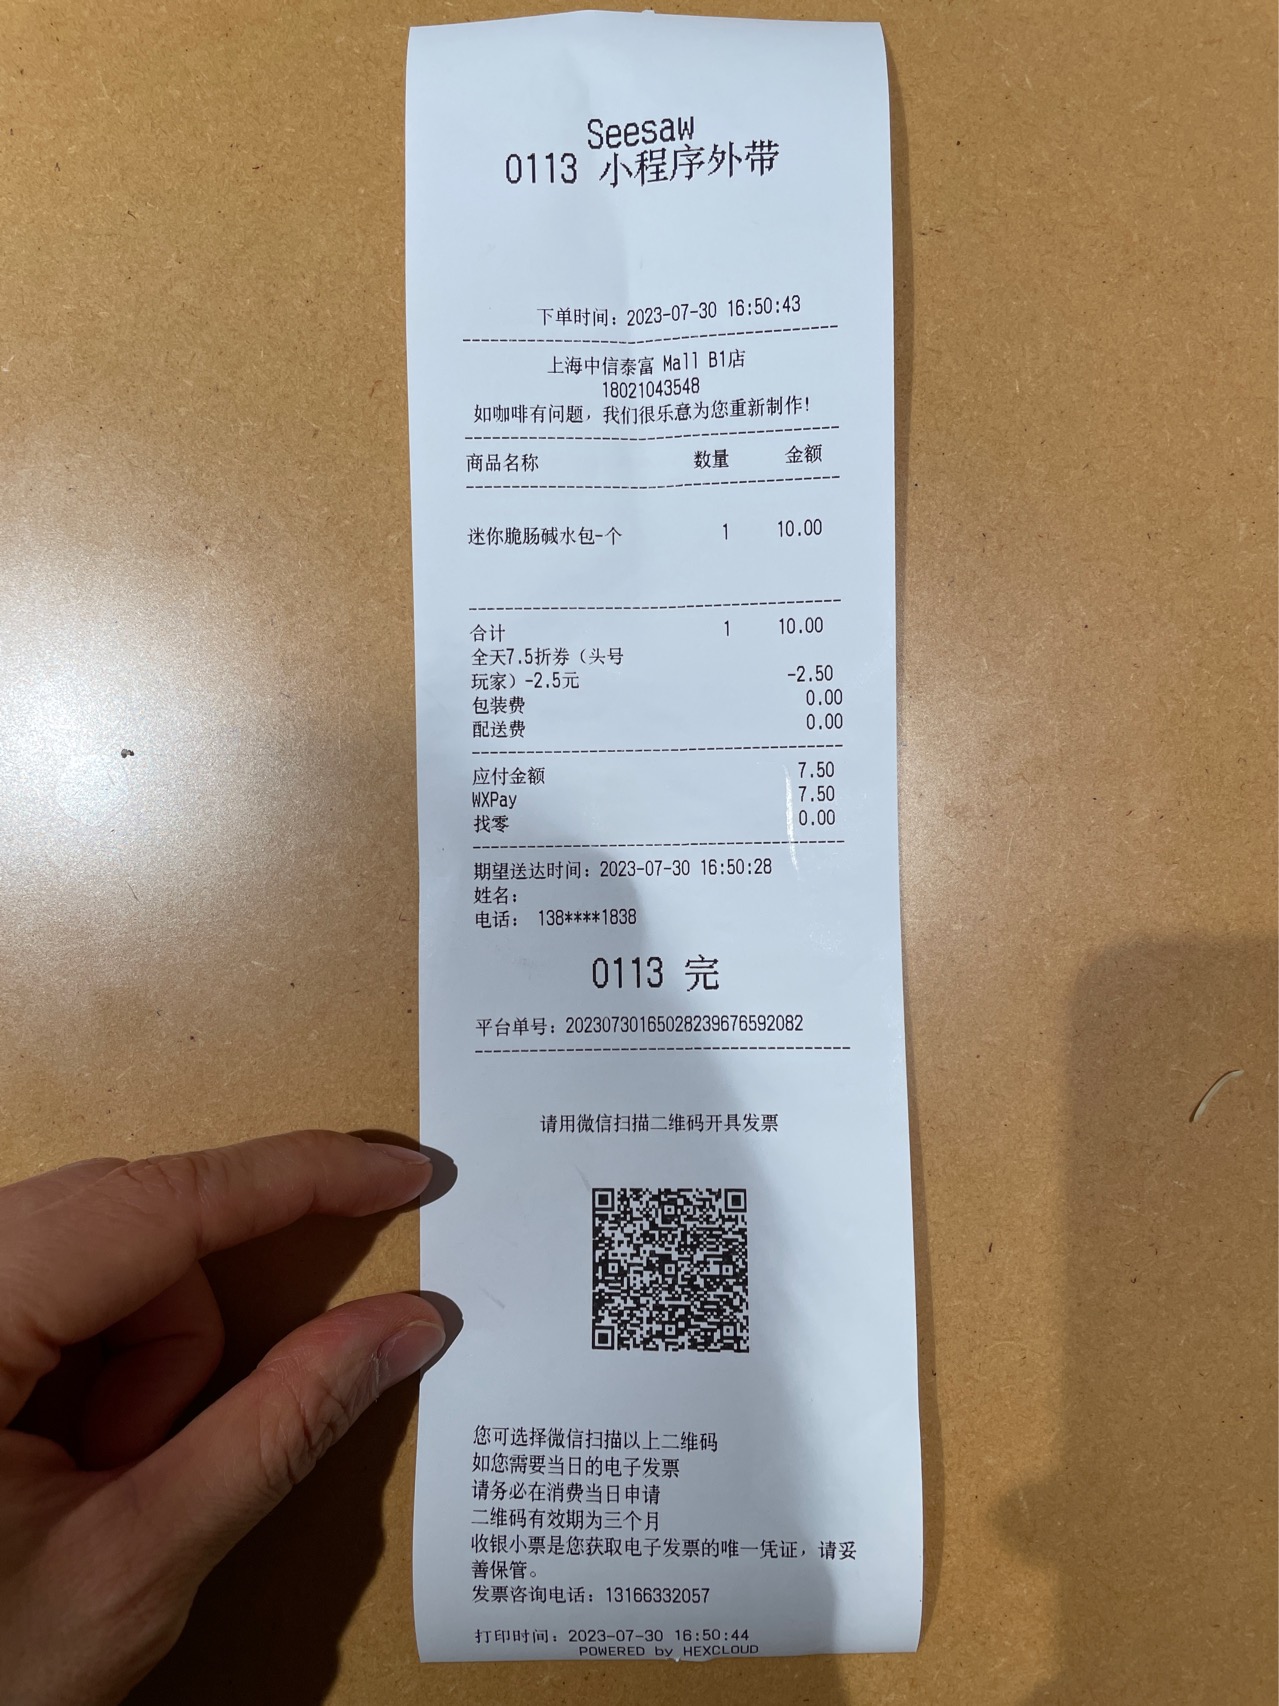 Seesaw
0113 小程序外带
下单时间：2023-07-30 16:50:43
上海中信泰富 Mall B1店
18021043548
如咖啡有问题，我们很乐意为您重新制作！
商品名称 数量 金额
迷你脆肠碱水包-个 1 10.00
合计 1 10.00
全天7.5折券（头号
玩家）-2.5元 -2.50
包装费 0.00
配送费 0.00
应付金额 7.50
WXPay 7.50
找零 0.00
期望送达时间：2023-07-30 16:50:28
姓名：
电话： 138****1838
0113 完
平台单号：20230730165028239676592082
请用微信扫描二维码开具发票
您可选择微信扫描以上二维码
如您需要当日的电子发票
请务必在消费当日申请
二维码有效期为三个月
收银小票是您获取电子发票的唯一凭证，请妥
善保管。
发票咨询电话：13166332057
打印时间：2023-07-30 16:50:44
POWERED by HEXCLOUD